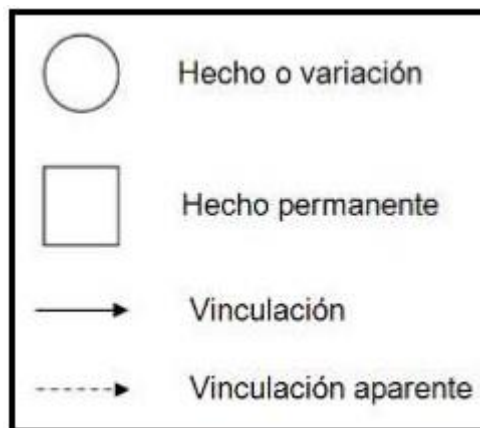 Hecho o variación
Hecho permanente
Vinculación
Vinculación aparente